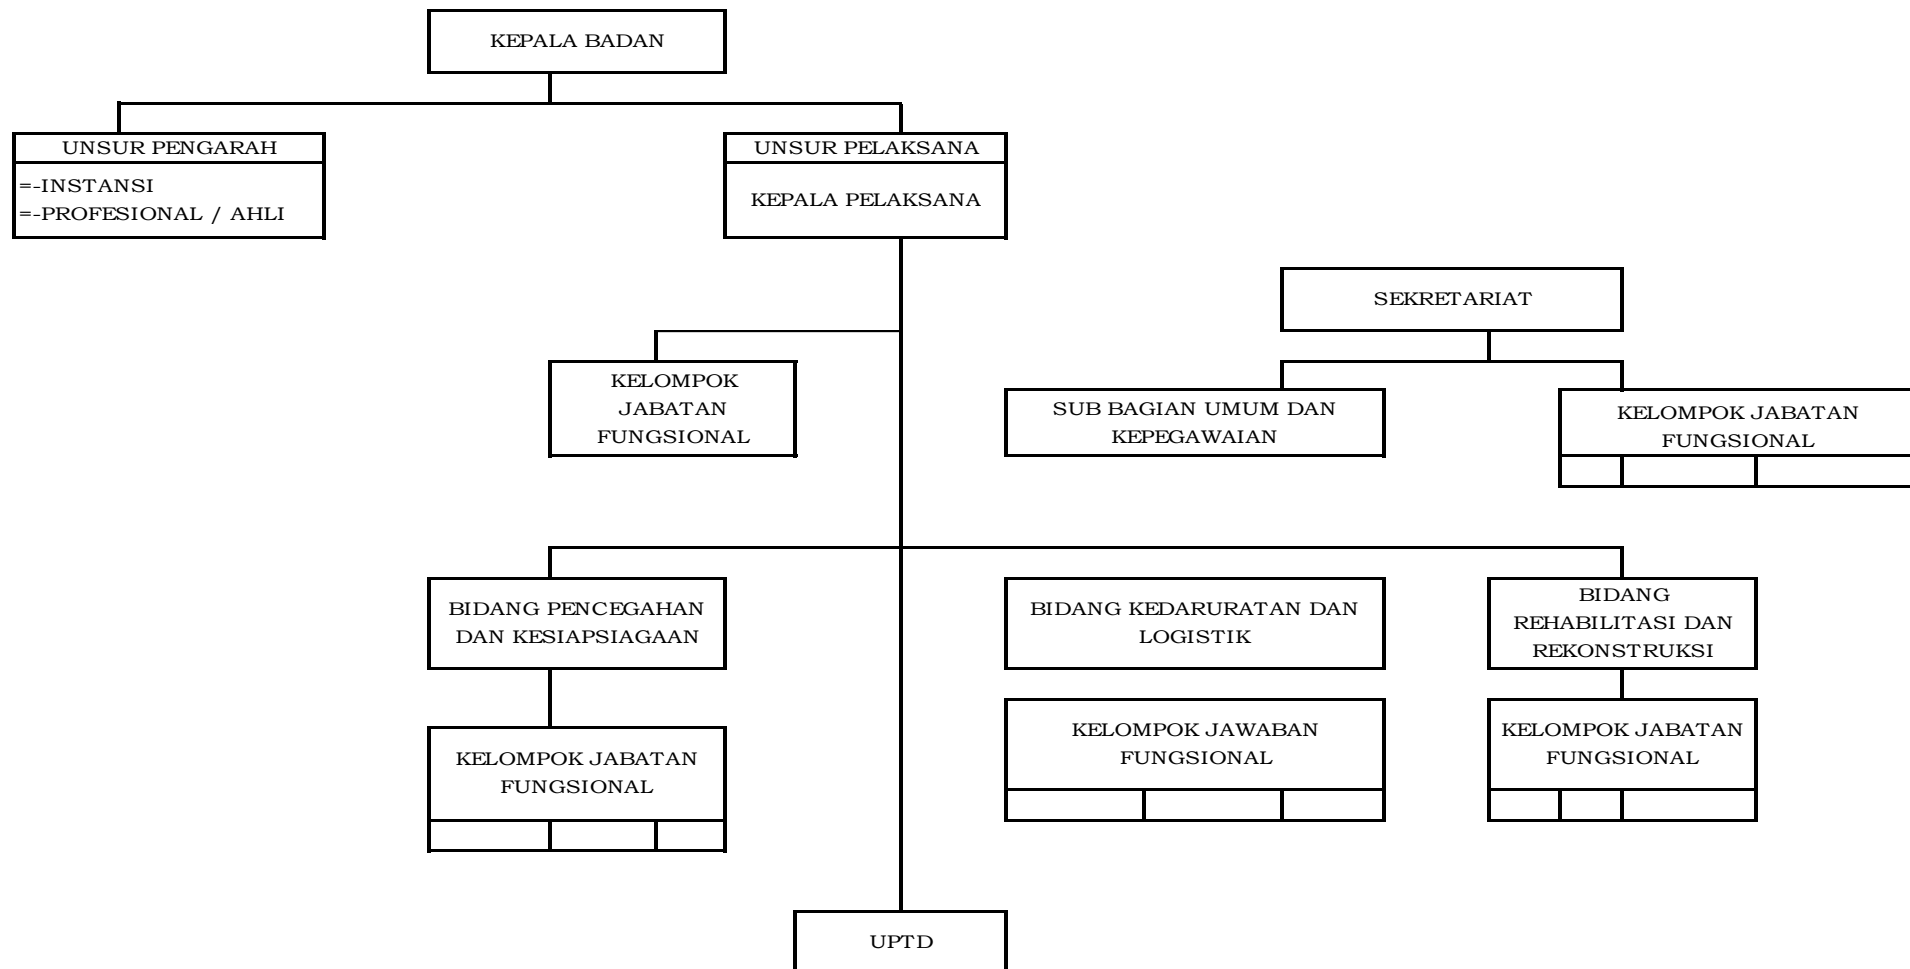 KEPALA BADAN
UNSUR PENGARAH
=-INSTANSI
=-PROFESIONAL / AHLI
UNSUR PELAKSANA
KEPALA PELAKSANA
SEKRETARIAT
KELOMPOK
JABATAN
FUNGSIONAL
SUB BAGIAN UMUM DAN
KEPEGAWAIAN
KELOMPOK JABATAN
FUNGSIONAL
BIDANG PENCEGAHAN
DAN KESIAPSIAGAAN
BIDANG KEDARURATAN DAN
LOGISTIK
BIDANG
REHABILITASI DAN
REKONSTRUKSI
KELOMPOK JABATAN
FUNGSIONAL
KELOMPOK JAWABAN
FUNGSIONAL
KELOMPOK JABATAN
FUNGSIONAL
UPTD